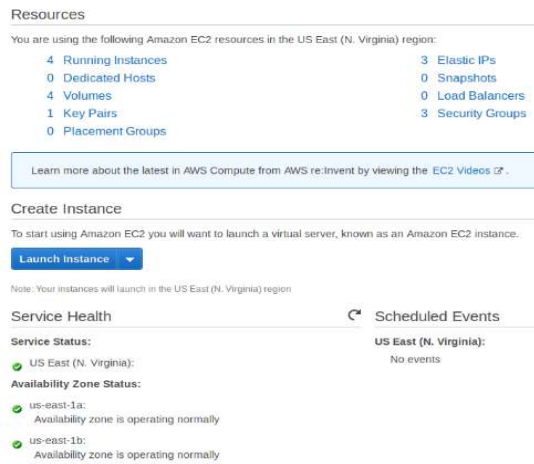 Resources
You are using the following Amazon EC2 resources in the US East (N. Virginia) region:
4 Running Instances
0 Dedicated Hosts
4 Volumes
1 Key Pairs
0 Placement Groups
3 Elastic IPs
0 Snapshots
0 Load Balancers
3 Security Groups
Learn more about the latest in AWS Compute from AWS re:Invent by viewing the EC2 Videos.
Create Instance
To start using Amazon EC2 you will want to launch a virtual server, known as an Amazon EC2 instance.
Launch Instance
Note: Your instances will launch in the US East (N. Virginia) region
Service Health
Service Status:
US East (N. Virginia):
Availability Zone Status:
us-east-1a:
Availability zone is operating normally
us-east-1b:
Availability zone is operating normally
Scheduled Events
US East (N. Virginia):
No events